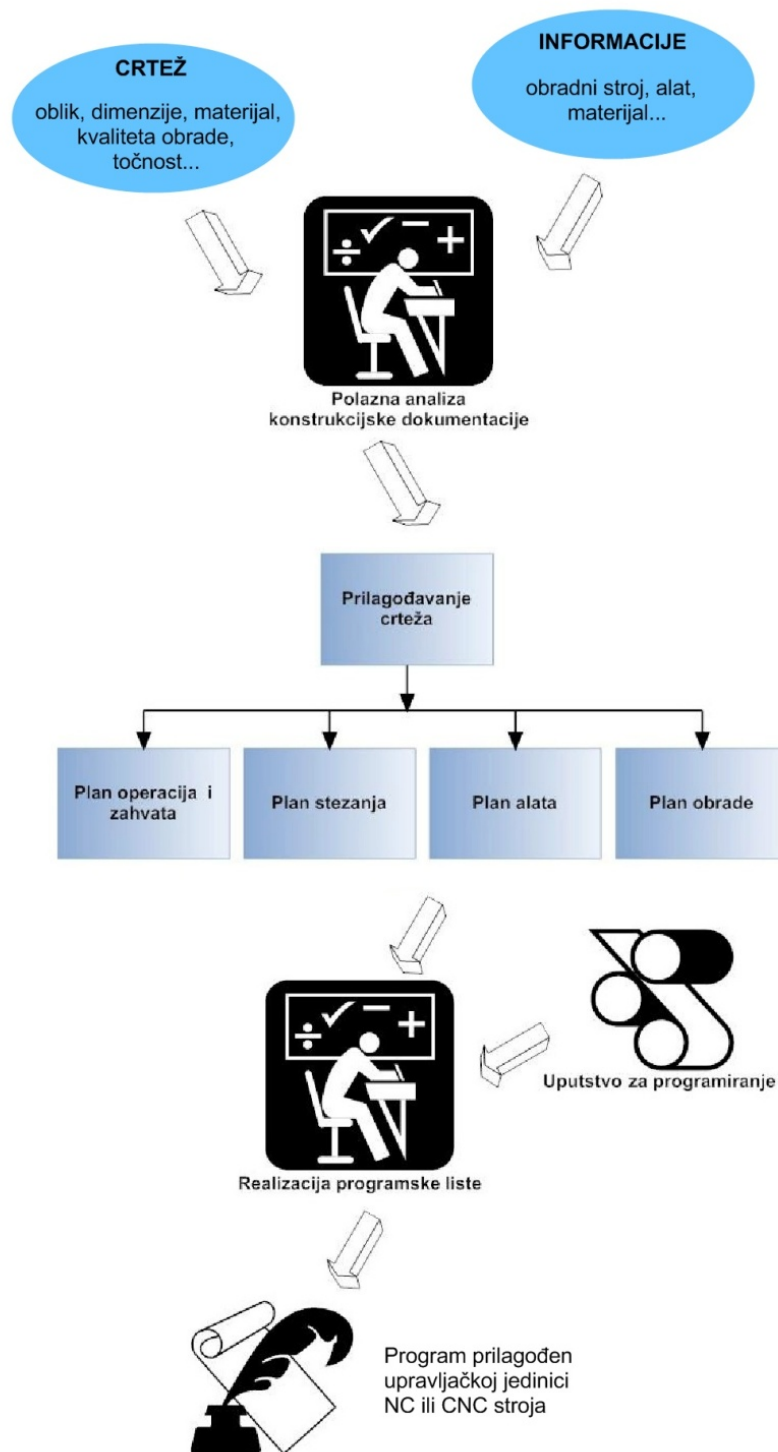 CRTEŽ
oblik, dimenzije, materijal,
kvaliteta obrade,
točnost...
INFORMACIJE
obradni stroj, alat,
materijal...
Polazna analiza
konstrukcijske dokumentacije
Prilagođavanje
crteža
Plan operacija i
zahvata
Plan stezanja
Plan alata
Plan obrade
Uputstvo za programiranje
Realizacija programske liste
Program prilagođen
upravljačkoj jedinici
NC ili CNC stroja